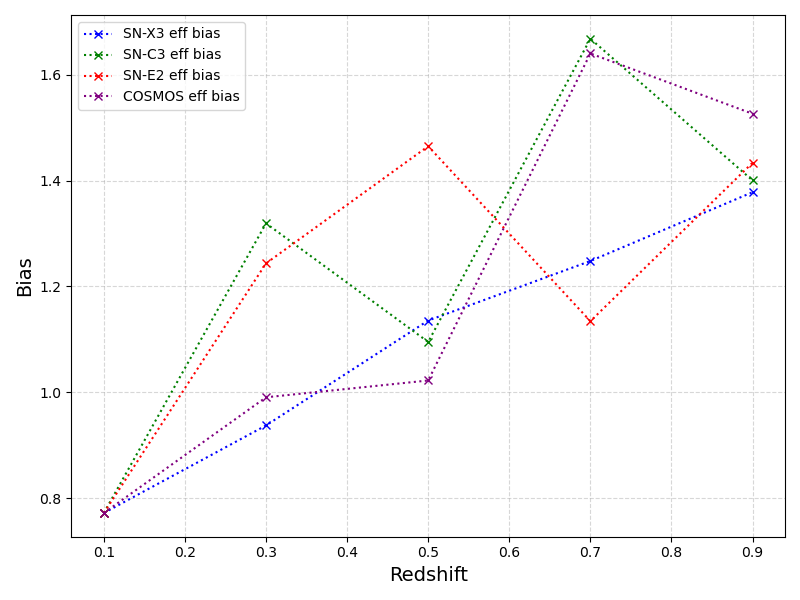 SN-X3 eff bias
SN-C3 eff bias
SN-E2 eff bias
COSMOS eff bias
1.6
1.4
1.2
1.0
0.8
Bias
0.1 0.2 0.3 0.4 0.5 0.6 0.7 0.8 0.9
Redshift